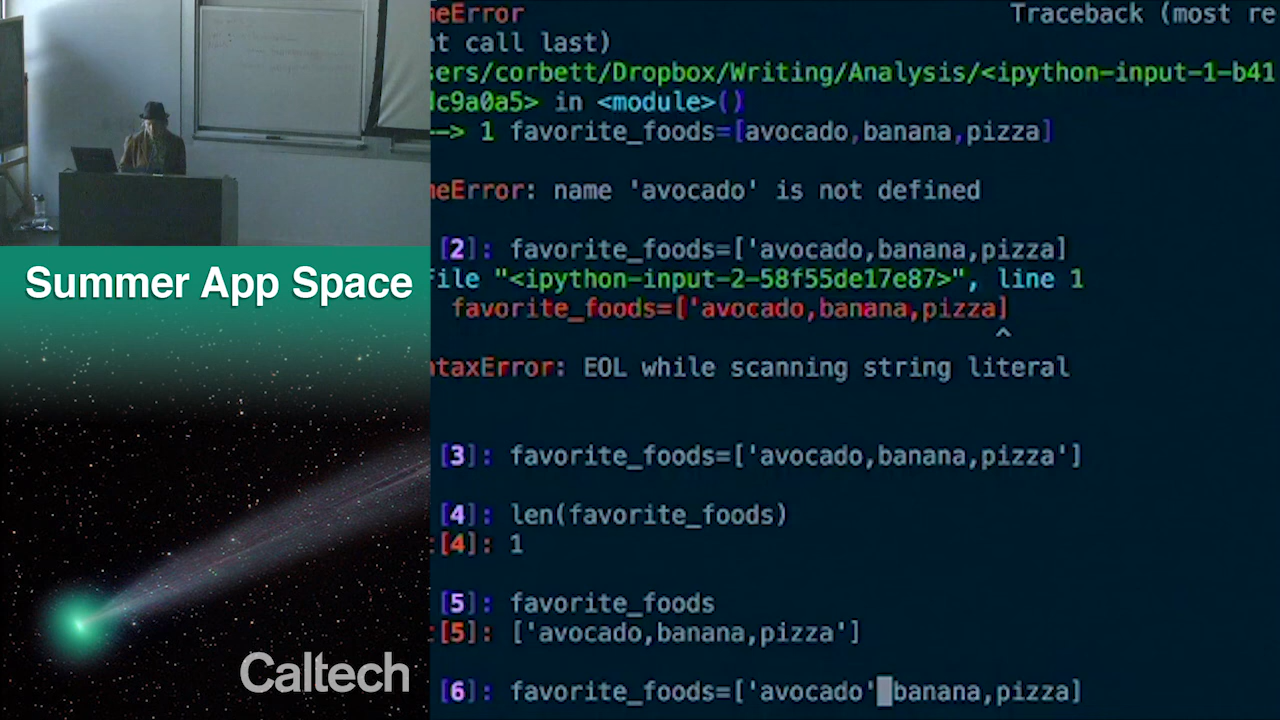 meError Traceback (most re
nt call last)
sers/corbett/Dropbox/Writing/Analysis/<ipython-input-1-b41
dc9a0a5> in <module>()
--> 1 favorite_foods=[avocado,banana,pizza]
meError: name 'avocado' is not defined
[2]: favorite_foods=['avocado,banana,pizza]
File "<ipython-input-2-58f55de17e87>", line 1
favorite_foods=['avocado,banana,pizza]
^
ntaxError: EOL while scanning string literal
[3]: favorite_foods=['avocado,banana,pizza']
[4]: len(favorite_foods)
:[4]: 1
[5]: favorite_foods
:[5]: ['avocado,banana,pizza']
[6]: favorite_foods=['avocado' banana,pizza]
Summer App Space
Caltech